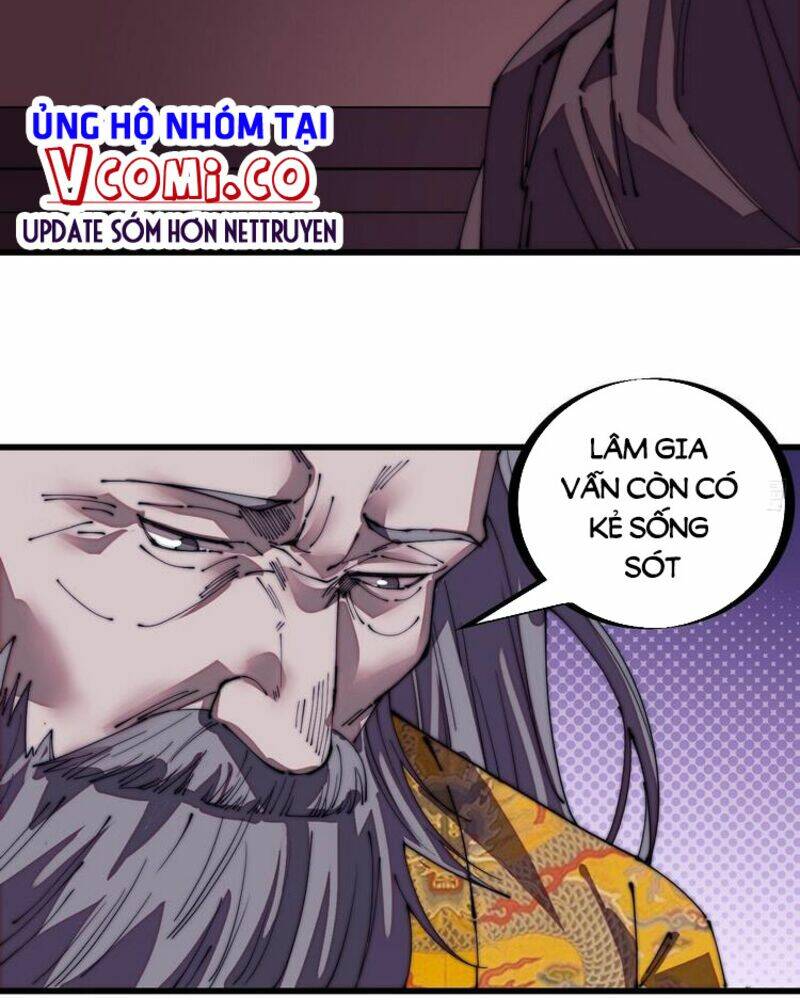 ỦNG HỘ NHÓM TẠI
VCOMI.CO
UPDATE SỚM HƠN NETTRUYEN
LÂM GIA
VẪN CÒN CÓ
KẺ SỐNG
SÓT